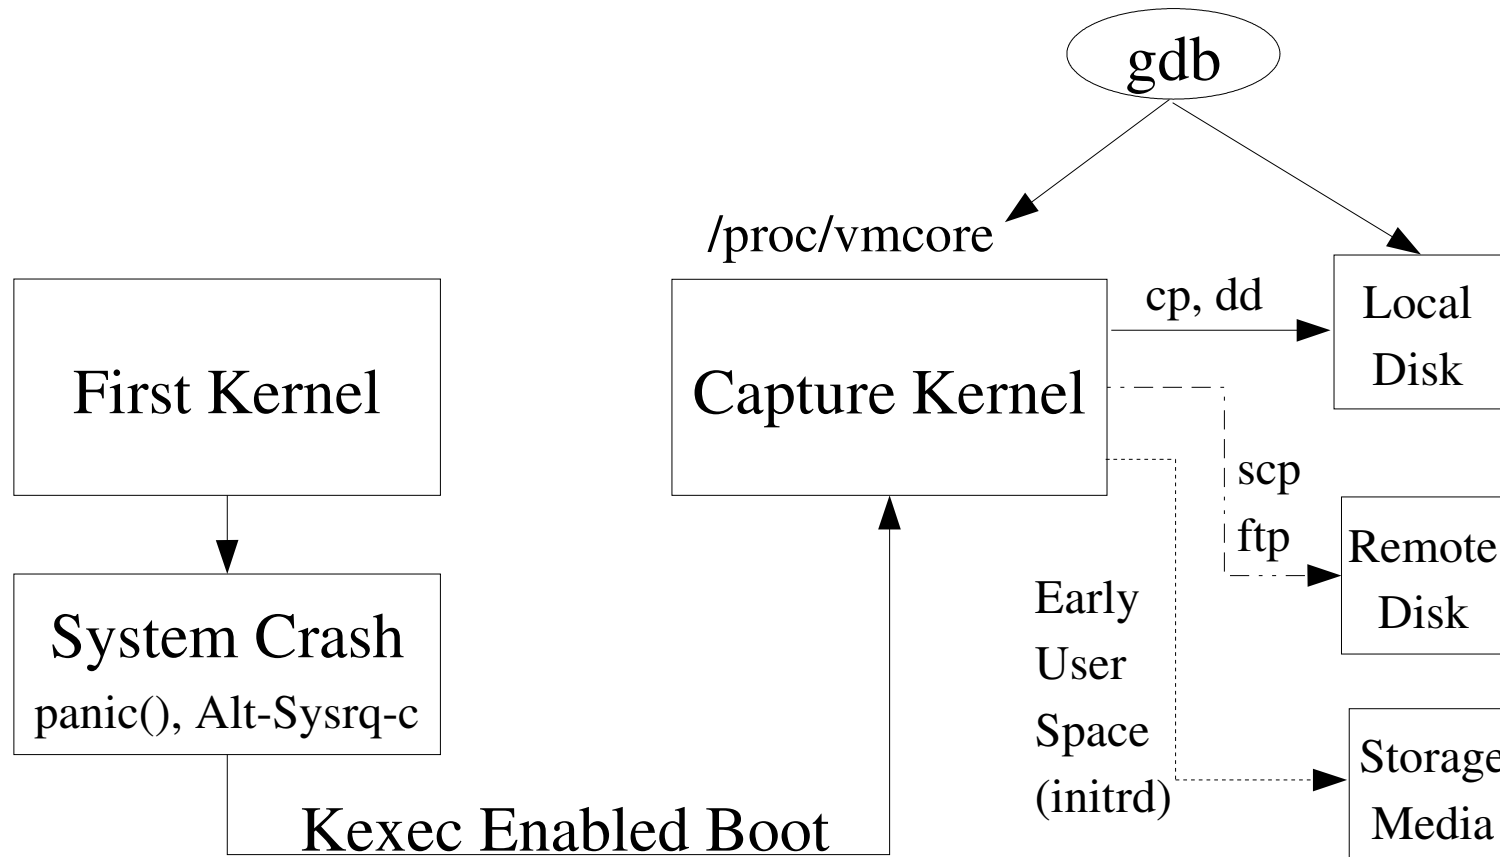 gdb
/proc/vmcore
cp, dd
Local
Disk
First Kernel
Capture Kernel
scp
ftp
Remote
Disk
Early
User
Space
(initrd)
System Crash
panic(), Alt-Sysrq-c
Storage
Media
Kexec Enabled Boot